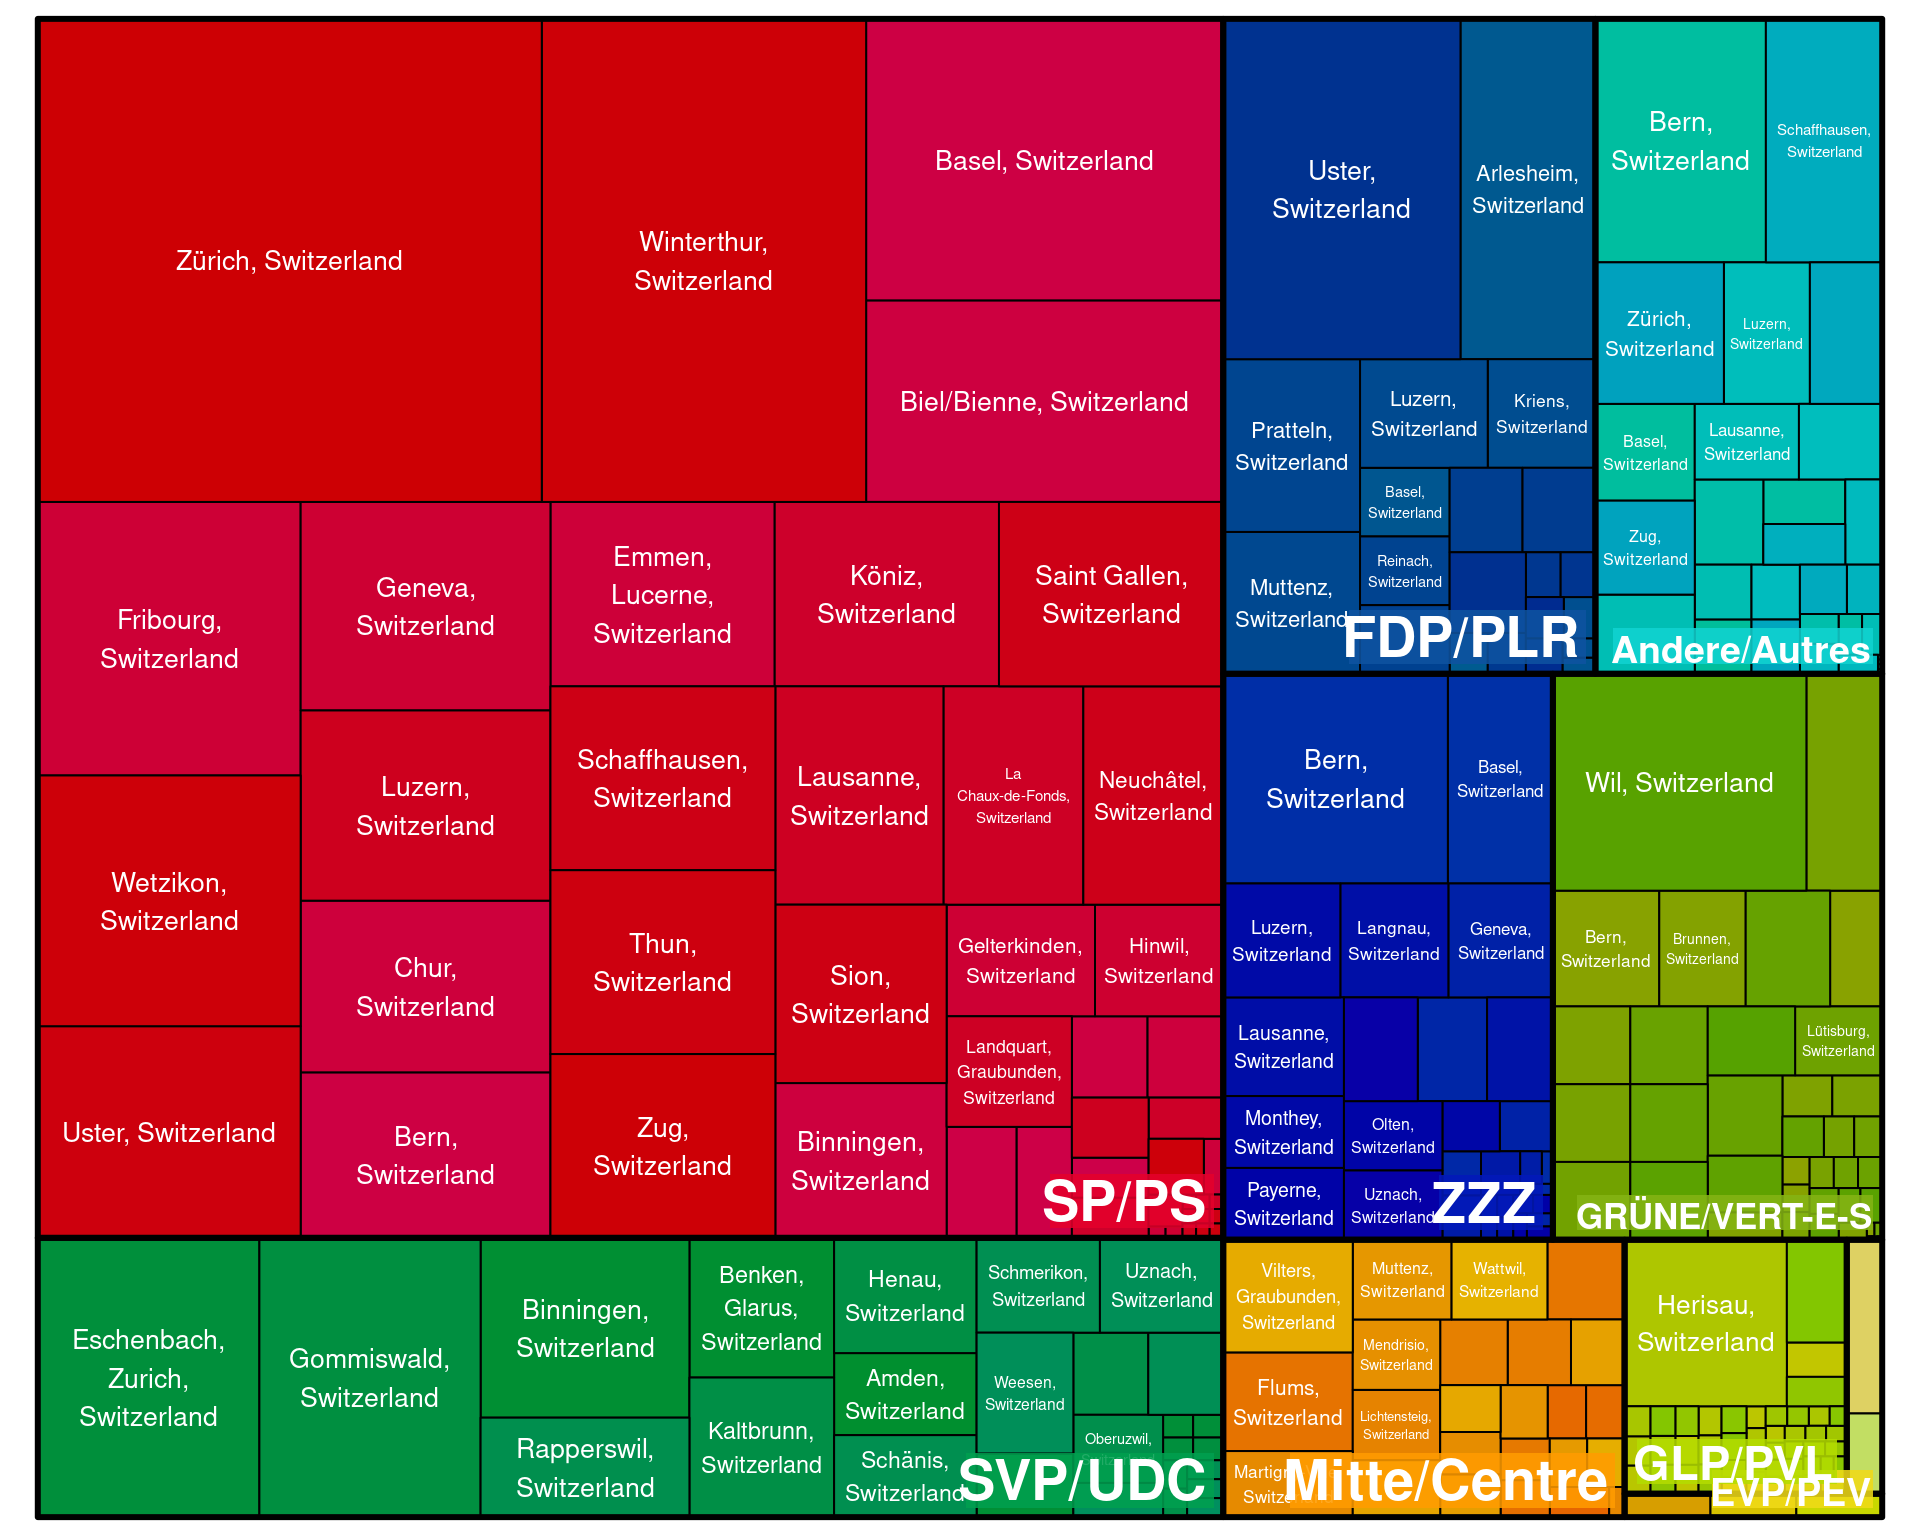 Zürich, Switzerland
Winterthur,
Switzerland
Basel, Switzerland
Biel/Bienne, Switzerland
Fribourg,
Switzerland
Geneva,
Switzerland
Emmen,
Lucerne,
Switzerland
Köniz,
Switzerland
Saint Gallen,
Switzerland
Wetzikon,
Switzerland
Luzern,
Switzerland
Schaffhausen,
Switzerland
Lausanne,
Switzerland
La
Chaux-de-Fonds,
Switzerland
Neuchâtel,
Switzerland
Chur,
Switzerland
Thun,
Switzerland
Sion,
Switzerland
Gelterkinden,
Switzerland
Hinwil,
Switzerland
Landquart,
Graubunden,
Switzerland
Uster, Switzerland
Bern,
Switzerland
Zug,
Switzerland
Binningen,
Switzerland
SP/PS
Eschenbach,
Zurich,
Switzerland
Gommiswald,
Switzerland
Binningen,
Switzerland
Rapperswil,
Switzerland
Benken,
Glarus,
Switzerland
Kaltbrunn,
Switzerland
Henau,
Switzerland
Amden,
Switzerland
Schänis,
Switzerland
Schmerikon,
Switzerland
Uznach,
Switzerland
Weesen,
Switzerland
Oberuzwil,
SVP/UDC
Uster,
Switzerland
Arlesheim,
Switzerland
Pratteln,
Switzerland
Luzern,
Switzerland
Kriens,
Switzerland
Basel,
Switzerland
Reinach,
Switzerland
Muttenz,
Switzerland
FDP/PLR
Bern,
Switzerland
Schaffhausen,
Switzerland
Zürich,
Switzerland
Luzern,
Switzerland
Basel,
Switzerland
Lausanne,
Switzerland
Zug,
Switzerland
Andere/Autres
Bern,
Switzerland
Basel,
Switzerland
Luzern,
Switzerland
Langnau,
Switzerland
Geneva,
Switzerland
Lausanne,
Switzerland
Monthey,
Switzerland
Olten,
Switzerland
Payerne,
Switzerland
Uznach,
Switzerland
ZZZ
Wil, Switzerland
Bern,
Switzerland
Brunnen,
Switzerland
Lütisburg,
Switzerland
GRÜNE/VERT-E-S
Vilters,
Graubunden,
Switzerland
Muttenz,
Switzerland
Wattwil,
Switzerland
Mendrisio,
Switzerland
Flums,
Switzerland
Lichtensteig,
Switzerland
Mitte/Centre
Herisau,
Switzerland
GLP/PVL
EVP/PEV